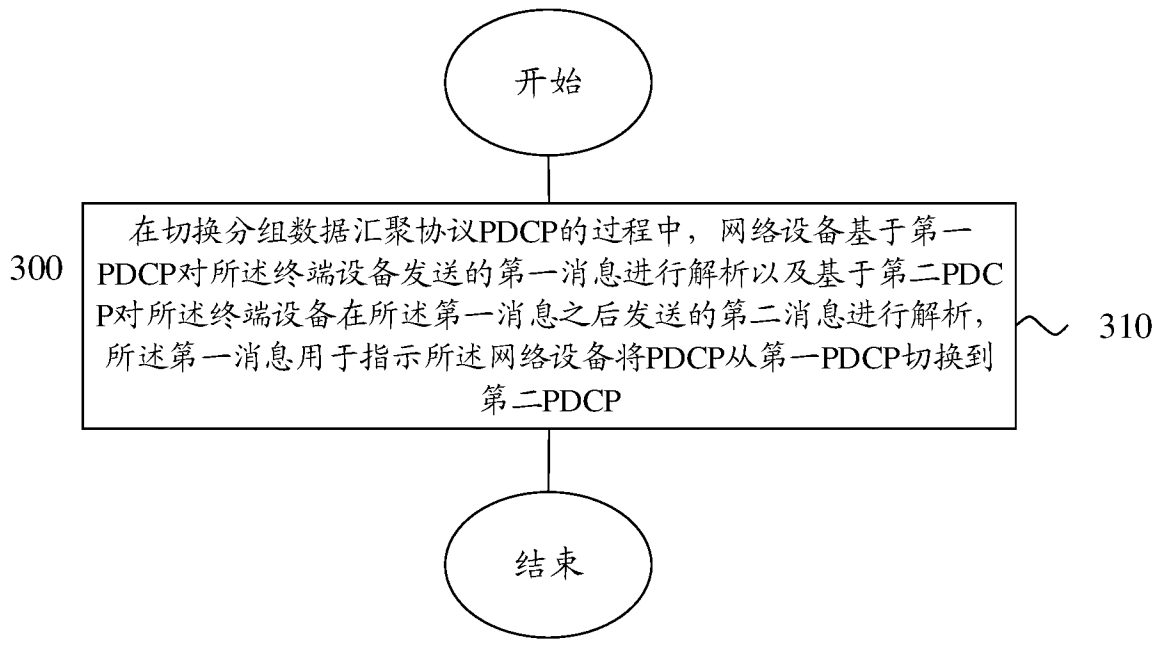 开始
300
在切换分组数据汇聚协议PDCP的过程中，网络设备基于第一
PDCP对所述终端设备发送的第一消息进行解析以及基于第二PDC
P对所述终端设备在所述第一消息之后发送的第二消息进行解析，
所述第一消息用于指示所述网络设备将PDCP从第一PDCP切换到
第二PDCP
310
结束